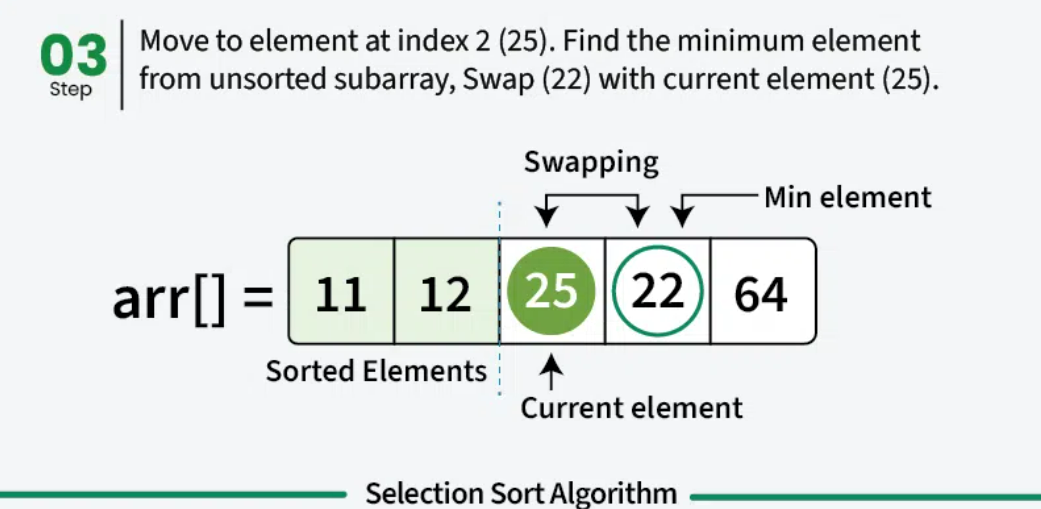 03
Step
Move to element at index 2 (25). Find the minimum element
from unsorted subarray, Swap (22) with current element (25).
Swapping
Min element
arr[] = 11 12 25 22 64
Sorted Elements
Current element
Selection Sort Algorithm